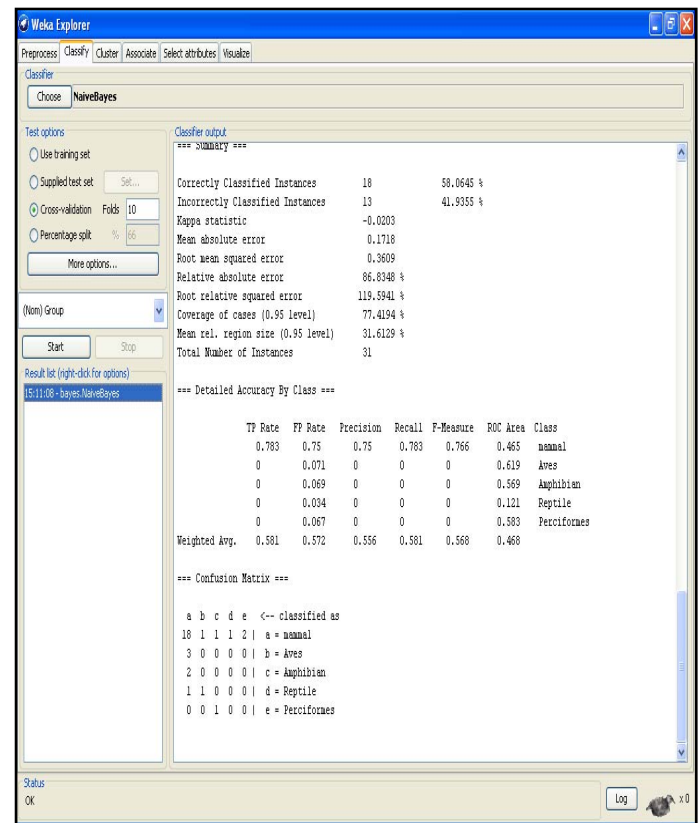 Weka Explorer
Preprocess Classify Cluster Associate Select attributes Visualize
Classifier
Choose NaiveBayes
Test options
Use training set
Supplied test set Set...
Cross-validation Folds 10
Percentage split % 66
More options...
(Nom) Group
Start Stop
Result list (right-click for options)
15:11:08 - bayes.NaiveBayes
Classifier output
=== Summary ===
Correctly Classified Instances 18 58.0645 %
Incorrectly Classified Instances 13 41.9355 %
Kappa statistic -0.0203
Mean absolute error 0.1718
Root mean squared error 0.3609
Relative absolute error 86.8348 %
Root relative squared error 119.5941 %
Coverage of cases (0.95 level) 77.4194 %
Mean rel. region size (0.95 level) 31.6129 %
Total Number of Instances 31
=== Detailed Accuracy By Class ===
TP Rate FP Rate Precision Recall F-Measure ROC Area Class
0.783 0.75 0.75 0.783 0.766 0.465 mammal
0 0.071 0 0 0 0.619 Aves
0 0.069 0 0 0 0.569 Amphibian
0 0.034 0 0 0 0.121 Reptile
0 0.067 0 0 0 0.583 Perciformes
Weighted Avg. 0.581 0.572 0.556 0.581 0.568 0.468
=== Confusion Matrix ===
a b c d e <-- classified as
18 1 1 1 2 | a = mammal
3 0 0 0 0 | b = Aves
2 0 0 0 0 | c = Amphibian
1 1 0 0 0 | d = Reptile
0 0 1 0 0 | e = Perciformes
Status
OK
Log
x 0